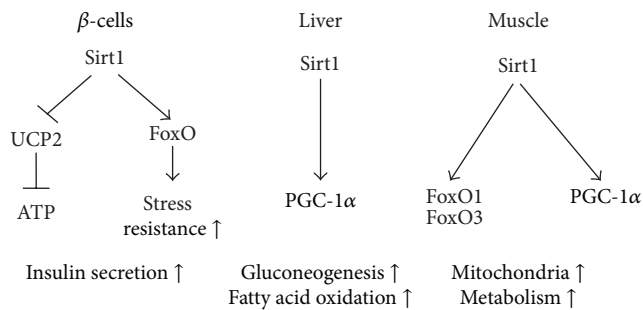 β-cells
Sirt1
UCP2
FoxO
ATP
Stress
resistance ↑
Insulin secretion ↑
Liver
Sirt1
PGC-1α
Gluconeogenesis ↑
Fatty acid oxidation ↑
Muscle
Sirt1
FoxO1
FoxO3
PGC-1α
Mitochondria ↑
Metabolism ↑